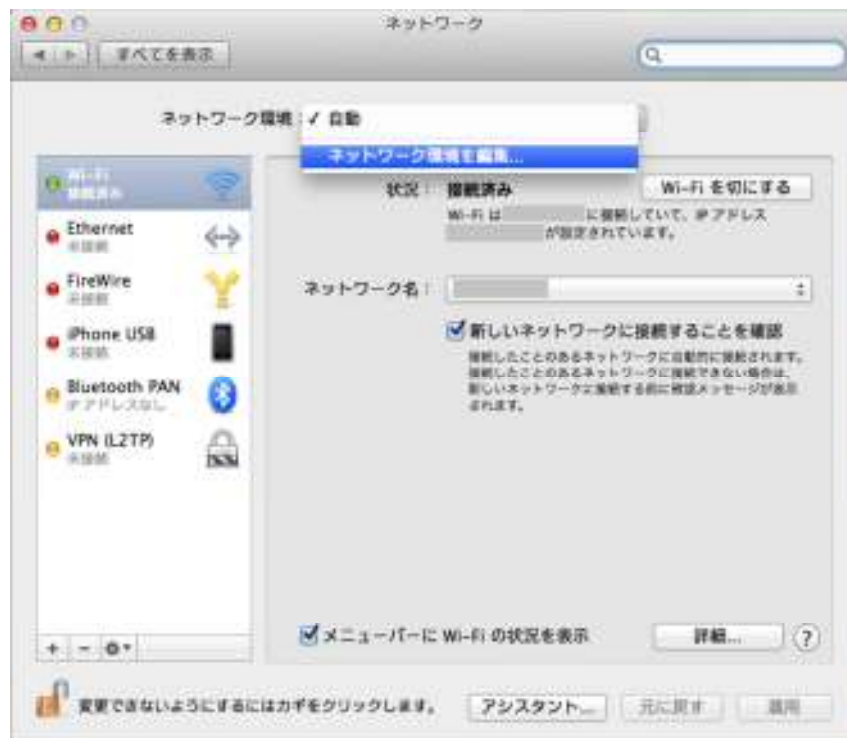 ネットワーク
すべてを表示
ネットワーク環境：✓ 自動
ネットワーク環境を編集...
Wi-Fi
接続済み
Ethernet
未接続
FireWire
未接続
iPhone USB
未接続
Bluetooth PAN
IP アドレスなし
VPN (L2TP)
未接続
状況： 接続済み
Wi-Fi を切にする
Wi-Fi は に接続していて、IP アドレス
が設定されています。
ネットワーク名：
新しいネットワークに接続することを確認
接続したことのあるネットワークに自動的に接続されます。
接続したことのあるネットワークに接続できない場合は、
新しいネットワークに接続する前に確認メッセージが表示
されます。
メニューバーに Wi-Fi の状況を表示
詳細...
?
+ -
変更できないようにするにはカギをクリックします。
アシスタント...
元に戻す
適用